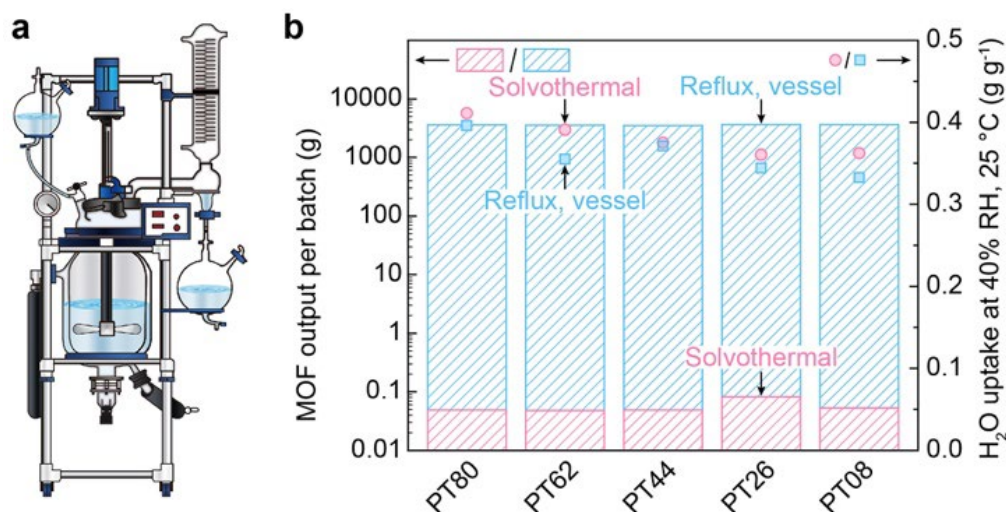 a
b
MOF output per batch (g)
10000
1000
100
10
1
0.1
0.01
/
/
Solvothermal
Reflux, vessel
Reflux, vessel
Solvothermal
PT80
PT62
PT44
PT26
PT08
0.5
0.4
0.3
0.2
0.1
0.0
H₂O uptake at 40% RH, 25 °C (g g⁻¹)